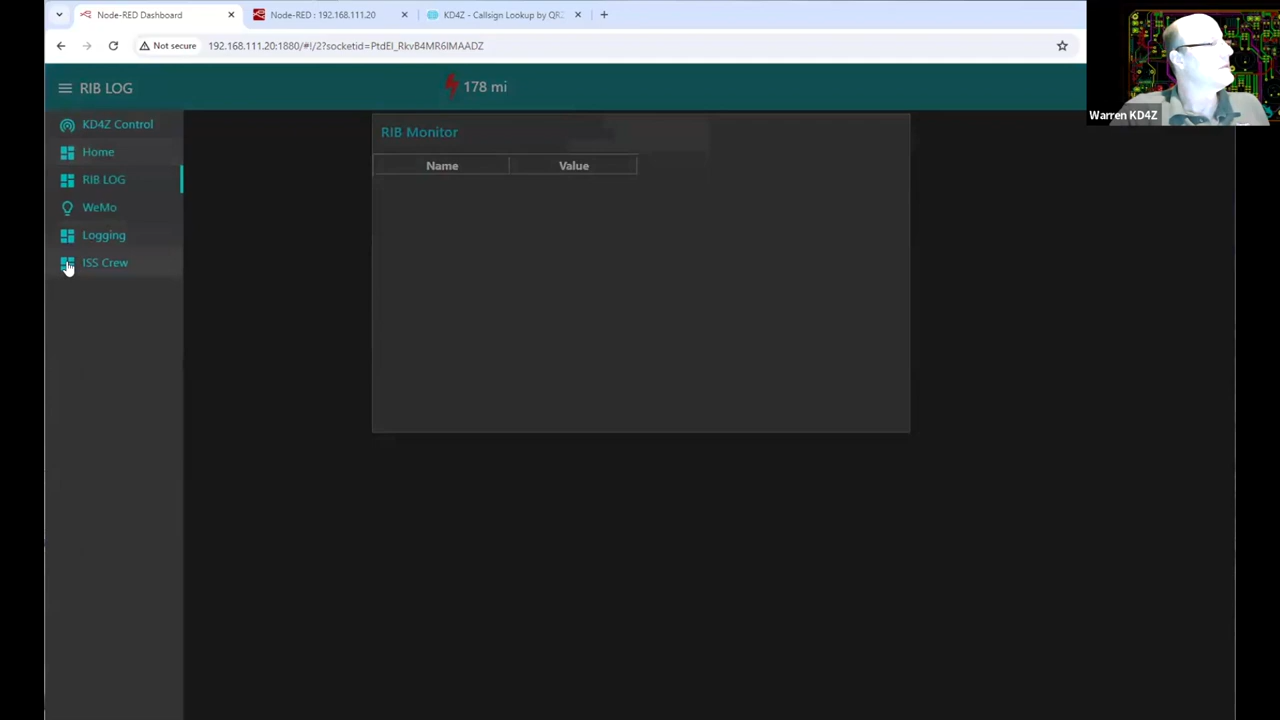 Node-RED Dashboard
Node-RED : 192.168.111.20
KD4Z - Callsign Lookup by QRZ
Not secure
192.168.111.20:1880/#!/2?socketid=PtdEI_RkvB4MR6IMAADZ
RIB LOG
178 mi
Warren KD4Z
KD4Z Control
Home
RIB LOG
WeMo
Logging
ISS Crew
RIB Monitor
Name Value